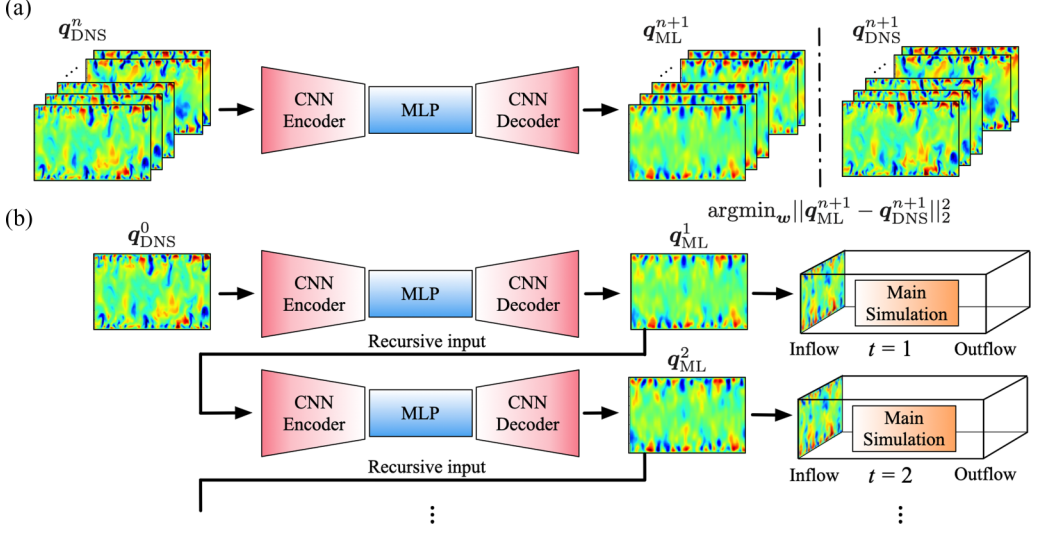 (a)
q^n_DNS
q^{n+1}_ML
q^{n+1}_DNS
CNN
Encoder
MLP
CNN
Decoder
argmin_w||q^{n+1}_ML − q^{n+1}_DNS||^2_2
(b)
q^0_DNS
q^1_ML
CNN
Encoder
MLP
CNN
Decoder
Main
Simulation
Recursive input
Inflow
t = 1
Outflow
q^2_ML
CNN
Encoder
MLP
CNN
Decoder
Main
Simulation
Recursive input
Inflow
t = 2
Outflow